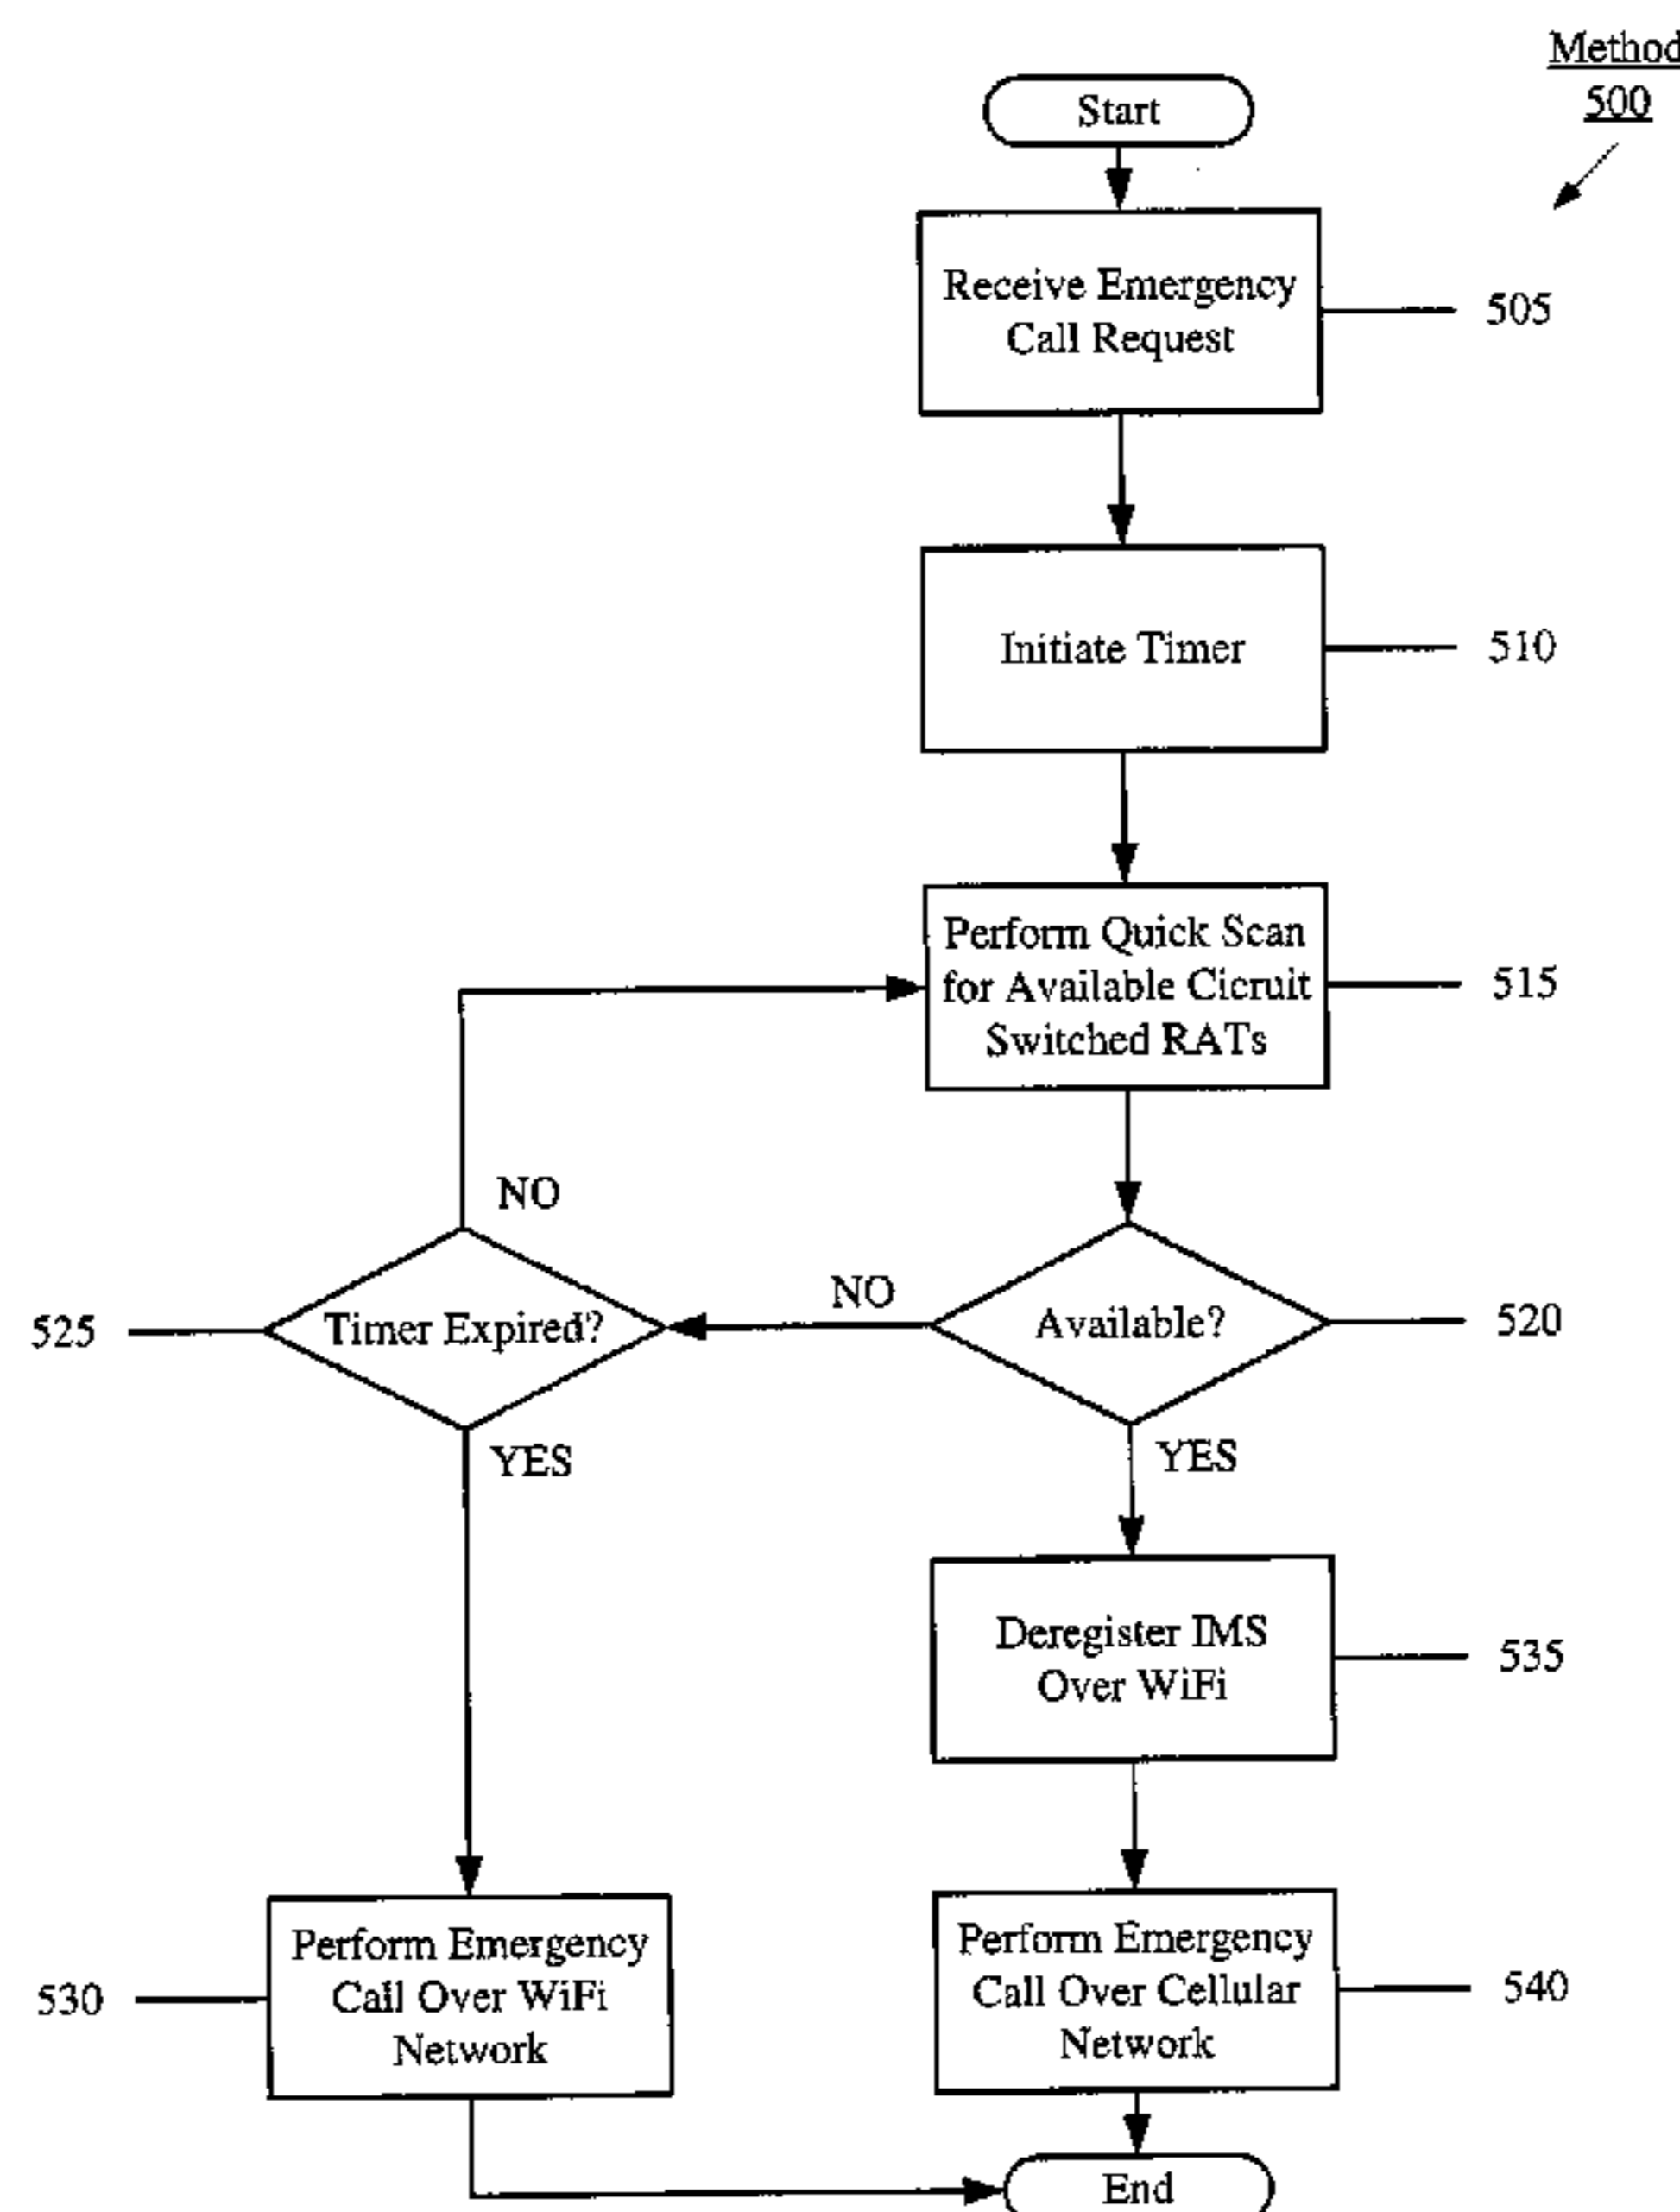 Method
500
Start
Receive Emergency
Call Request
505
Initiate Timer
510
Perform Quick Scan
for Available Cicruit
Switched RATs
515
NO
525
Timer Expired?
NO
Available?
520
YES
YES
Deregister IMS
Over WiFi
535
530
Perform Emergency
Call Over WiFi
Network
Perform Emergency
Call Over Cellular
Network
540
End